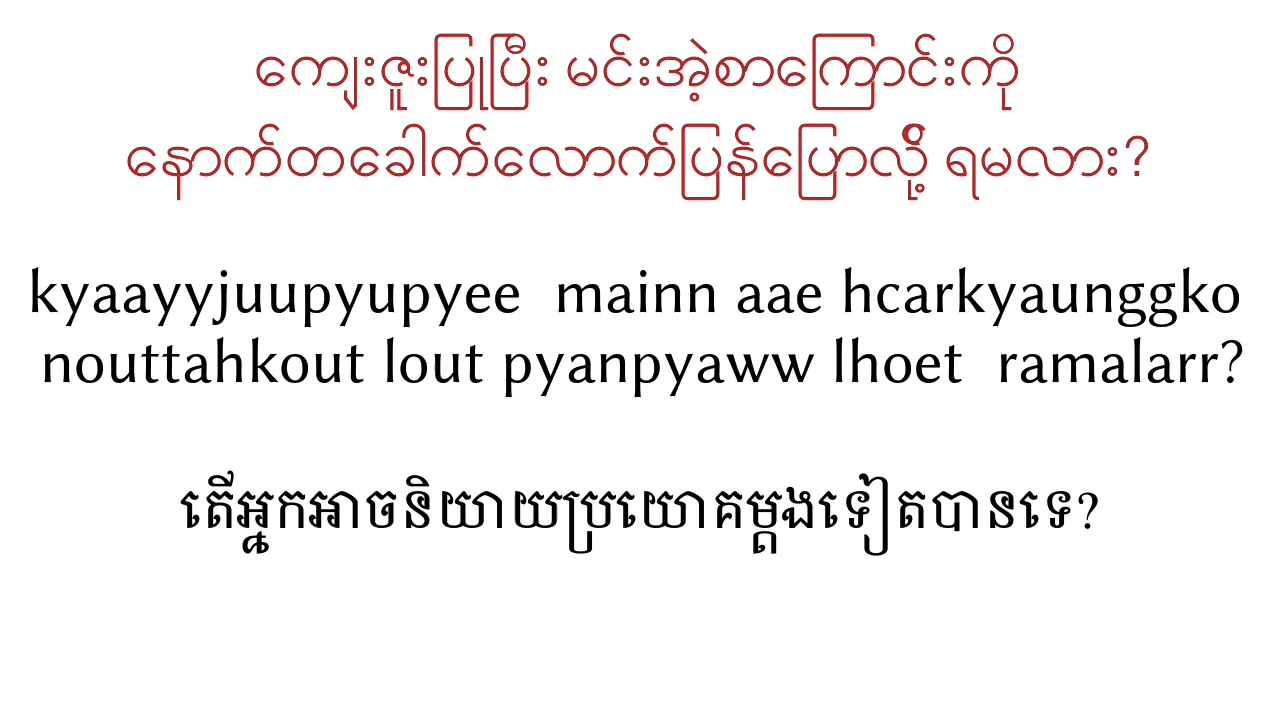 ကျေးဇူးပြုပြီး မင်းအဲ့စာကြောင်းကို
နောက်တခေါက်လောက်ပြန်ပြောလို့် ရမလား?
kyaayyjuupyupyee mainn aae hcarkyaunggko
nouttahkout lout pyanpyaww lhoet ramalarr?
តើអ្នកអាចនិយាយប្រយោគម្ដងទៀតបានទេ?